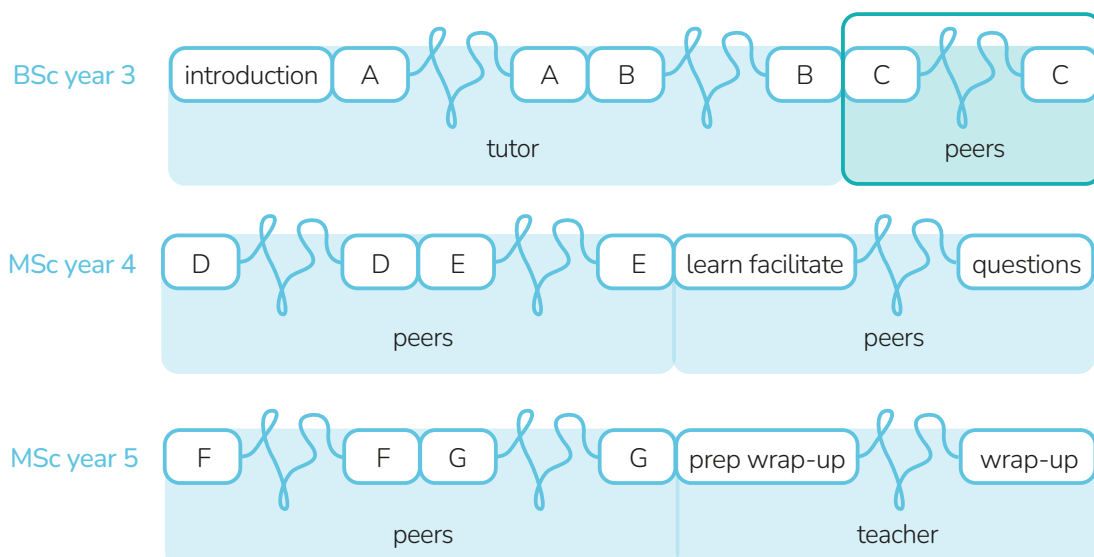 BSc year 3 introduction A A B B C C
tutor peers
MSc year 4 D D E E learn facilitate questions
peers peers
MSc year 5 F F G G prep wrap-up wrap-up
peers teacher